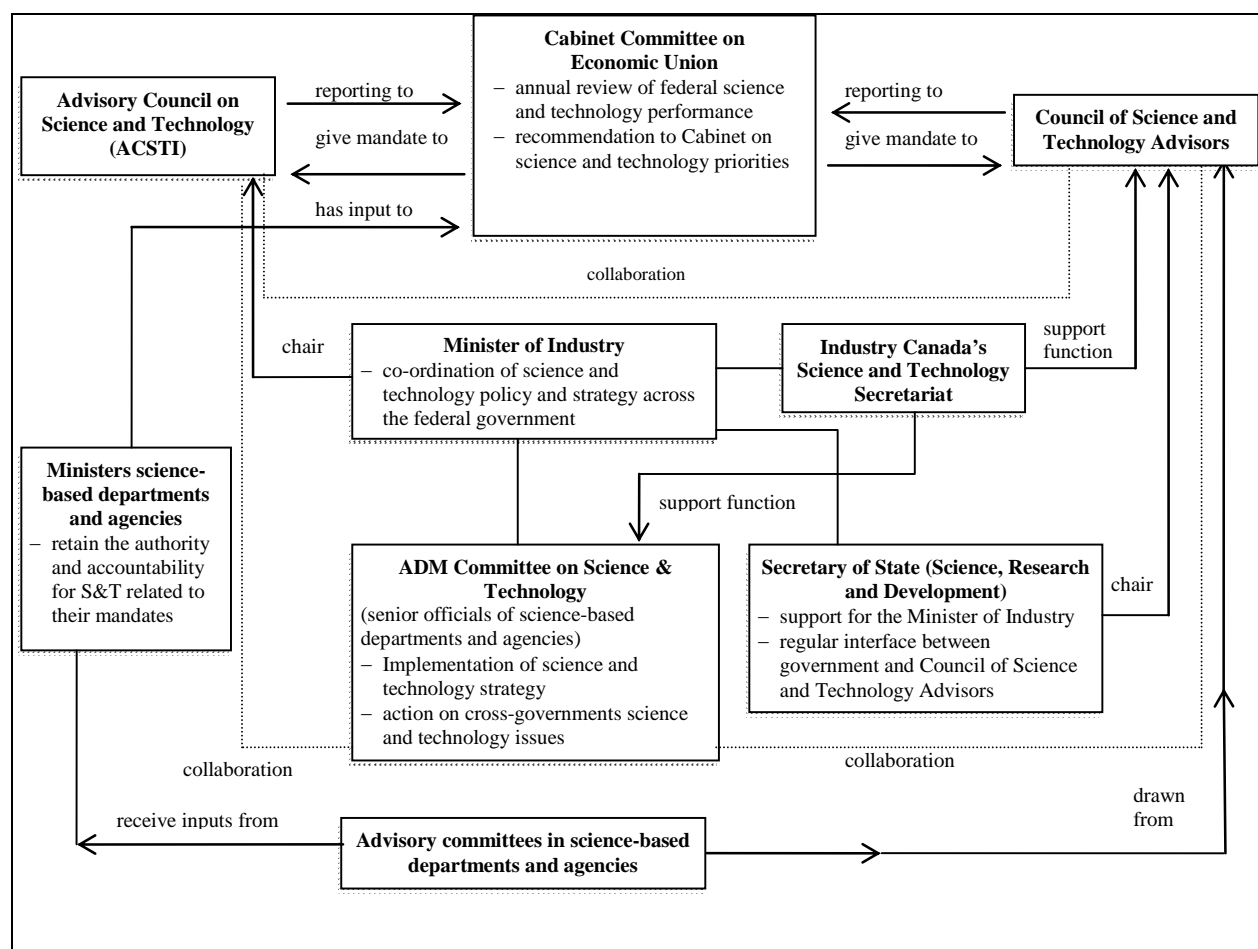 Cabinet Committee on
Economic Union
– annual review of federal science
and technology performance
– recommendation to Cabinet on
science and technology priorities
Advisory Council on
Science and Technology
(ACSTI)
reporting to
give mandate to
has input to
reporting to
give mandate to
Council of Science and
Technology Advisors
collaboration
chair
Minister of Industry
– co-ordination of science and
technology policy and strategy across
the federal government
Industry Canada's
Science and Technology
Secretariat
support
function
Ministers science-
based departments
and agencies
– retain the authority
and accountability
for S&T related to
their mandates
support function
ADM Committee on Science &
Technology
(senior officials of science-based
departments and agencies)
– Implementation of science and
technology strategy
– action on cross-governments science
and technology issues
Secretary of State (Science, Research
and Development)
– support for the Minister of Industry
– regular interface between
government and Council of Science
and Technology Advisors
chair
collaboration
collaboration
receive inputs from
Advisory committees in science-based
departments and agencies
drawn
from